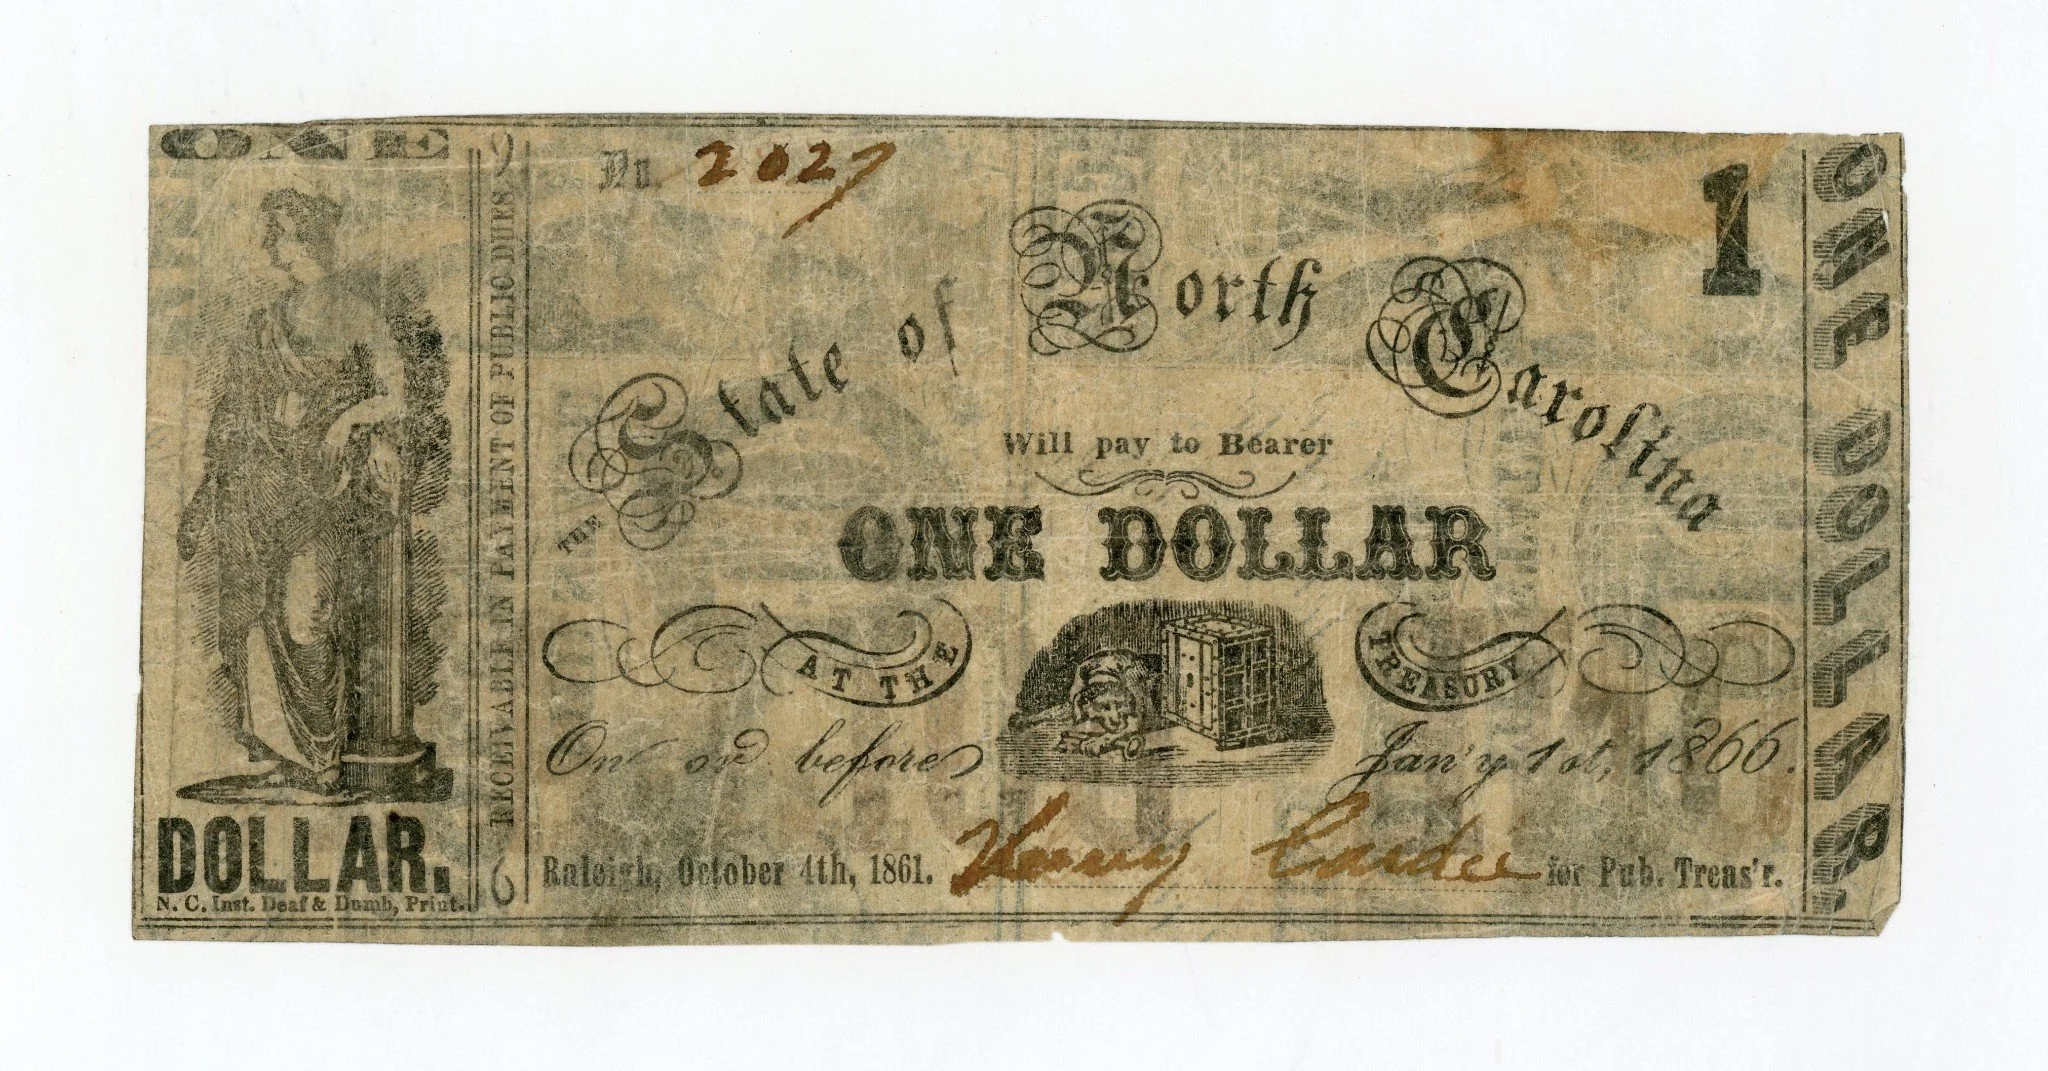 ONE
No. 2027
1
THE State of North Carolina
Will pay to Bearer
ONE DOLLAR
AT THE TREASURY
On or before Jan'y 1st, 1866.
Raleigh, October 4th, 1861. for Pub. Treas'r.
DOLLAR.
N. C. Inst. Deaf & Dumb, Print.
RECEIVABLE IN PAYMENT OF PUBLIC DUES
ONE DOLLAR.